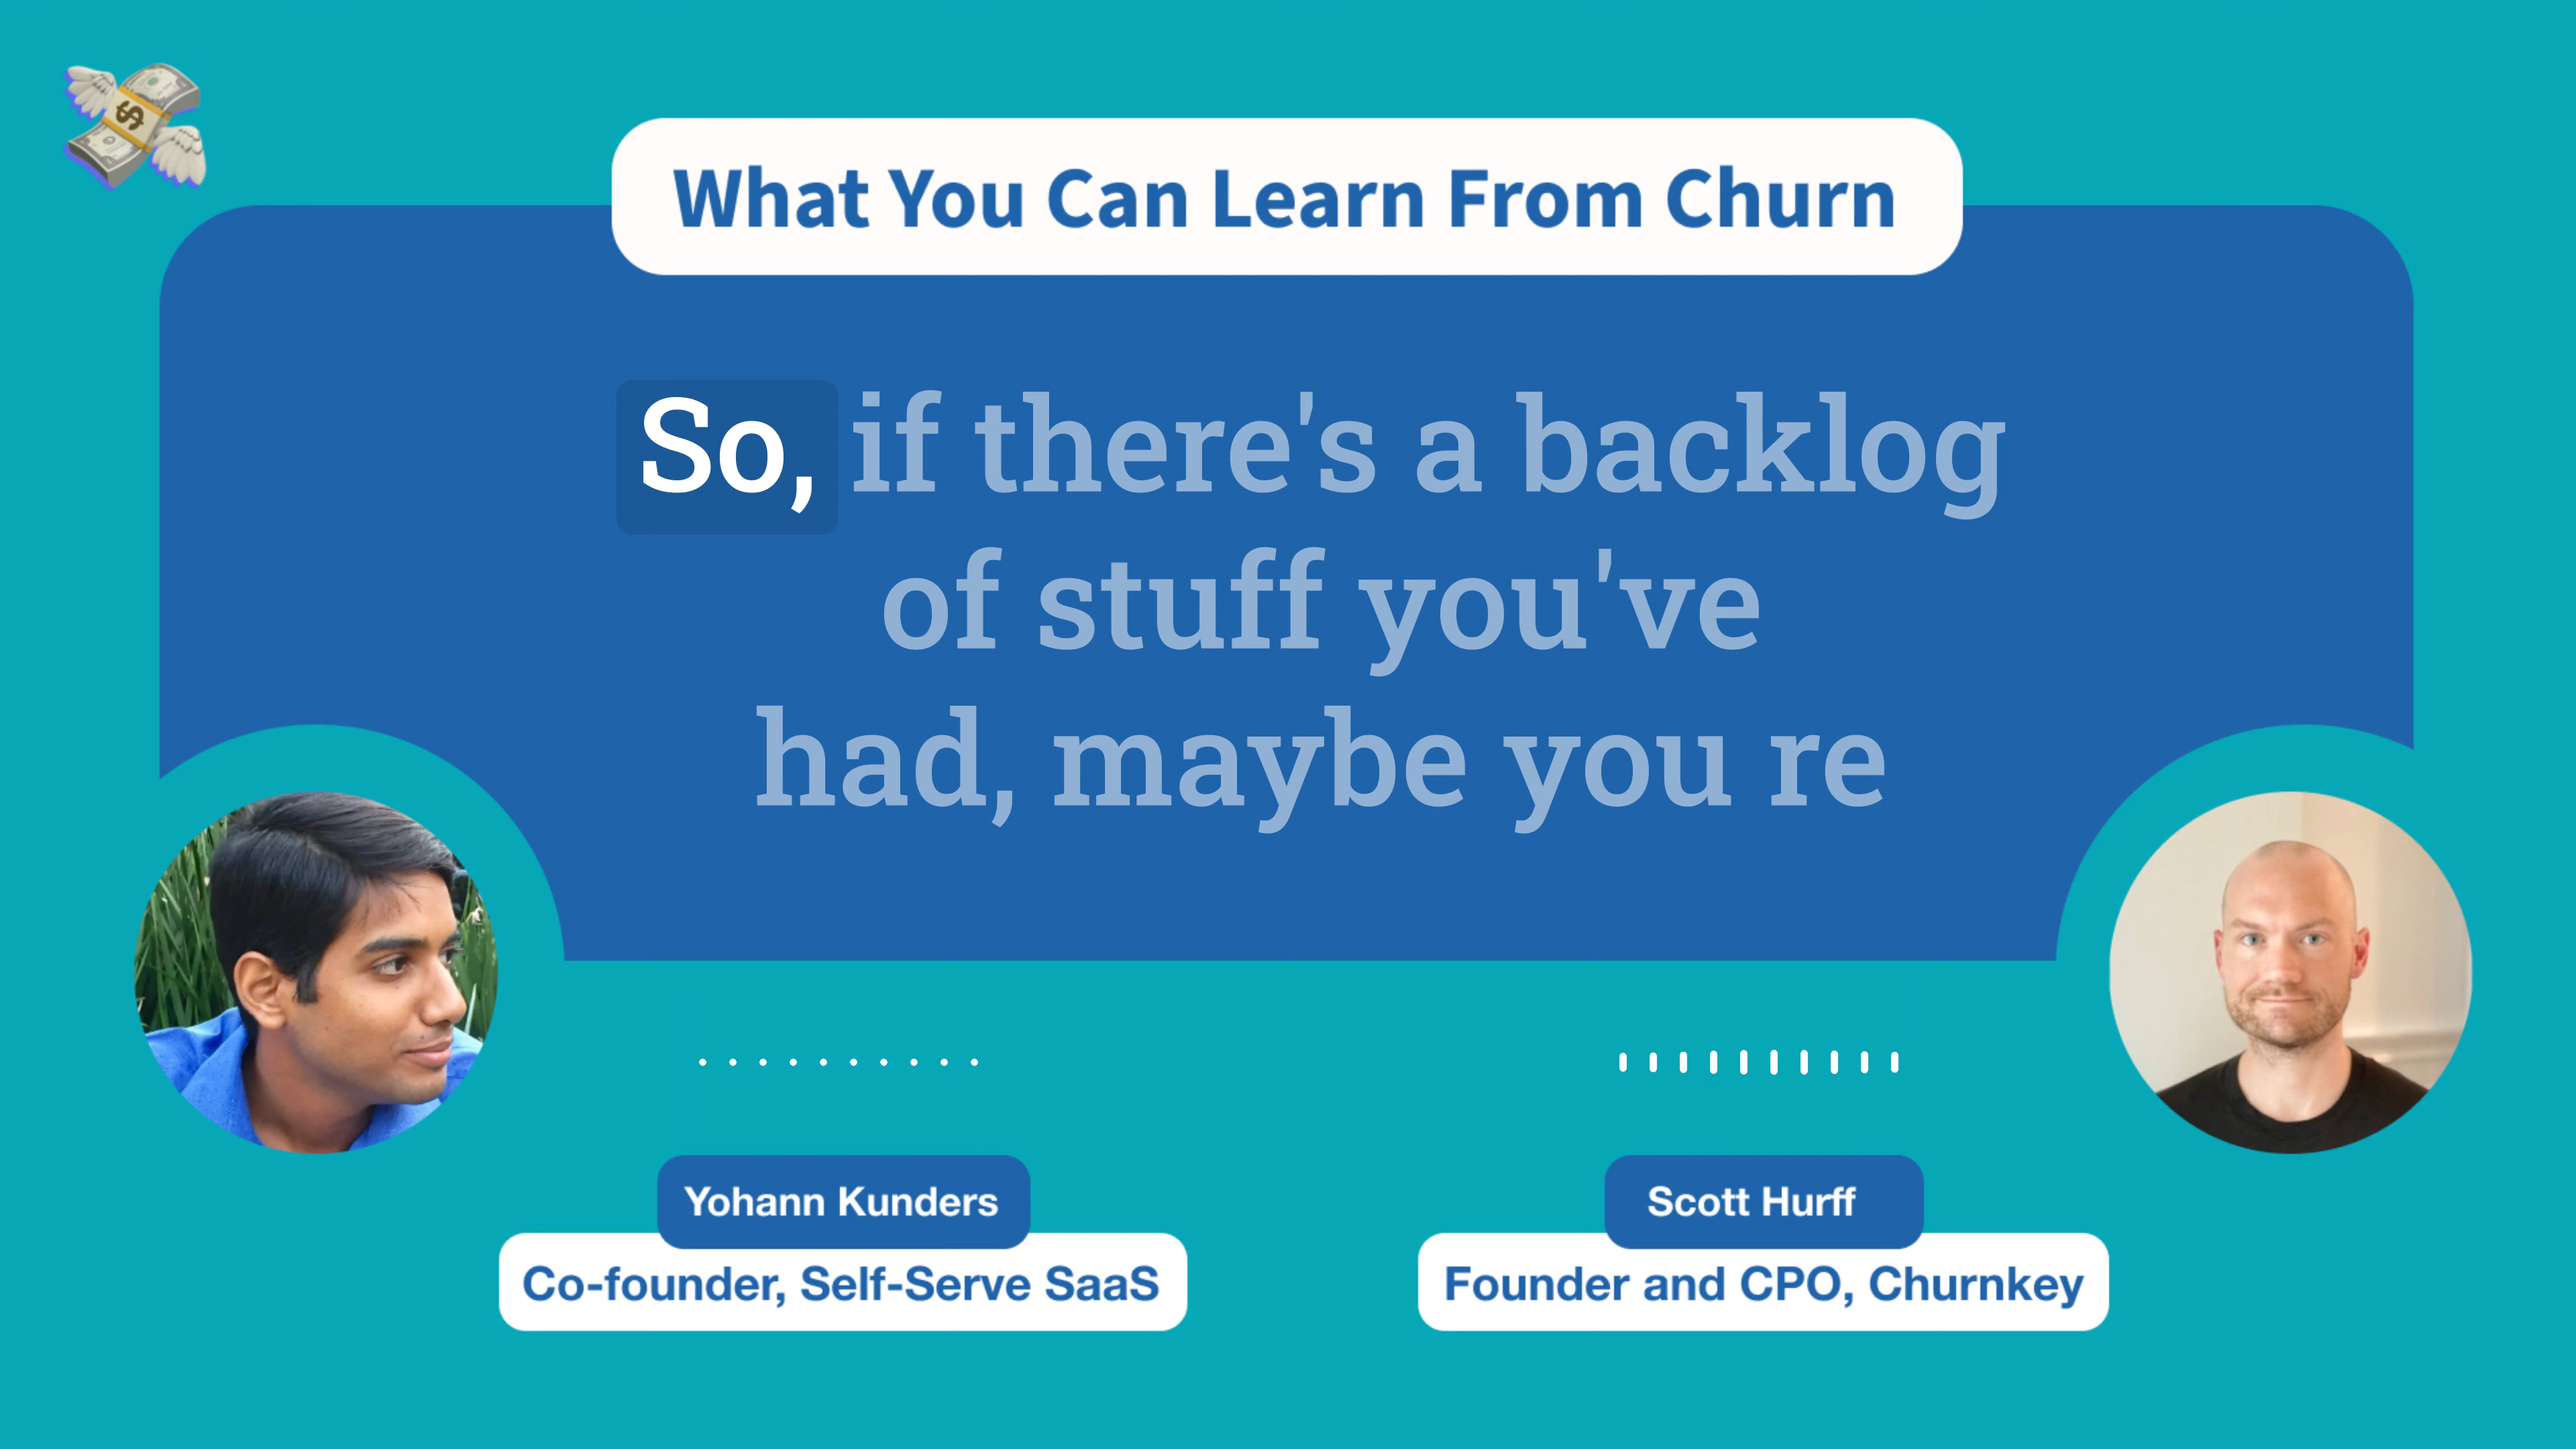 What You Can Learn From Churn
So, if there's a backlog
of stuff you've
had, maybe you re
Yohann Kunders
Co-founder, Self-Serve SaaS
Scott Hurff
Founder and CPO, Churnkey